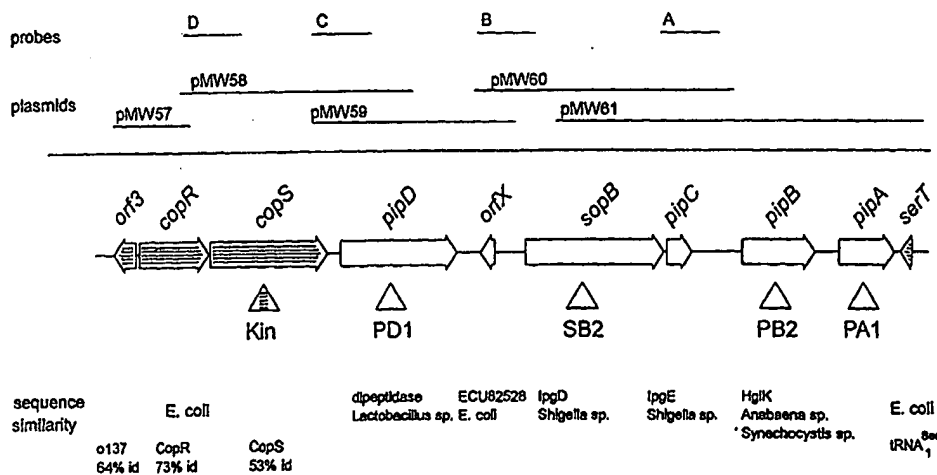 D C B A
probes
pMW58 pMW60
plasmids
pMW57 pMW59 pMW61
orf3 copR copS pipD orfX sopB pipC pipB pipA serT
Kin PD1 SB2 PB2 PA1
sequence similarity
E. coli
o137 64% id
CopR 73% id
CopS 53% id
dipeptidase Lactobacillus sp.
ECU82528 E. coli
IpgD Shigella sp.
IpgE Shigella sp.
HglK Anabaena sp. Synechocystis sp.
E. coli